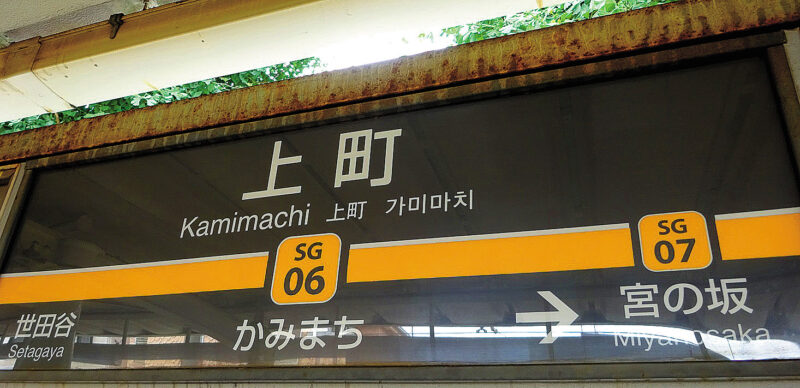 上町
Kamimachi 上町 가미마치
SG
06
SG
07
世田谷
Setagaya
かみまち
→
宮の坂
Miyanosaka